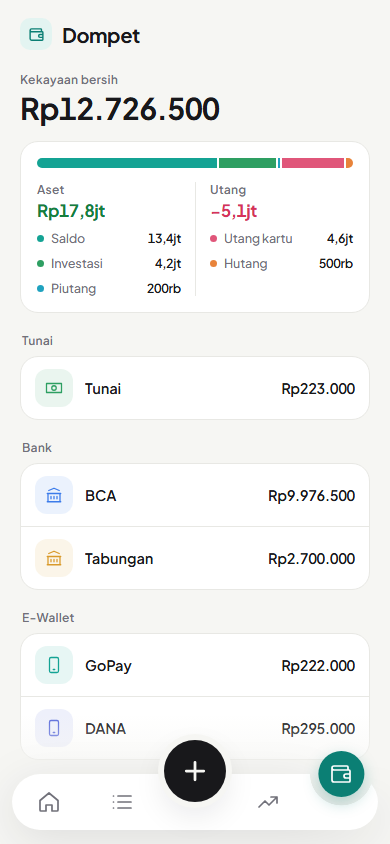 Dompet
Kekayaan bersih
Rp12.726.500
Aset
Rp17,8jt
Saldo 13,4jt
Investasi 4,2jt
Piutang 200rb
Utang
−5,1jt
Utang kartu 4,6jt
Hutang 500rb
Tunai
Tunai Rp223.000
Bank
BCA Rp9.976.500
Tabungan Rp2.700.000
E-Wallet
GoPay Rp222.000
DANA Rp295.000